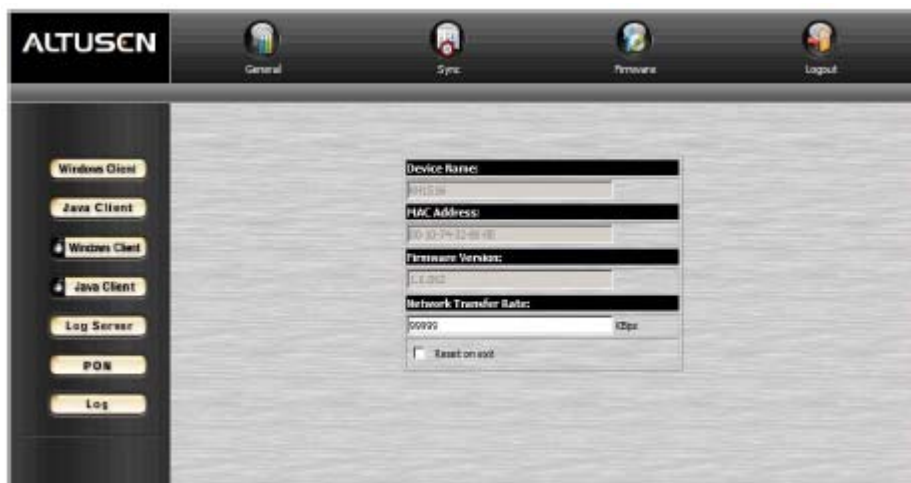 ALTUSEN
General
Sync
Firmware
Logout
Windows Client
Java Client
Windows Client
Java Client
Log Server
PON
Log
Device Name:
MAC Address:
Firmware Version:
Network Transfer Rate:
99999 KBps
Reset on exit